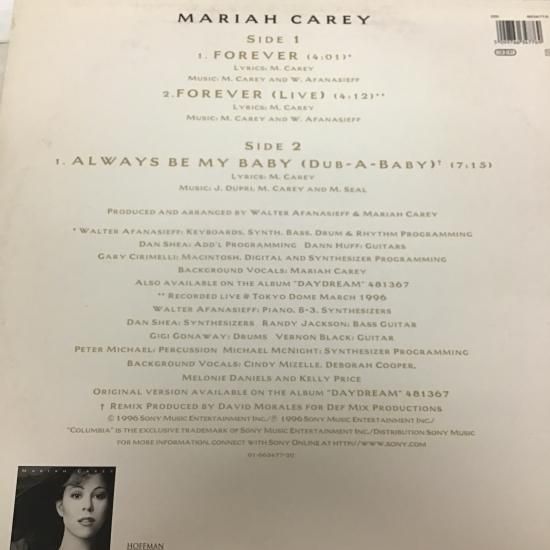 MARIAH CAREY
SIDE 1
1. FOREVER (4:01)*
LYRICS: M. CAREY
MUSIC: M. CAREY AND W. AFANASIEFF
2.FOREVER (LIVE) (4:12)**
LYRICS: M. CAREY
MUSIC: M. CAREY AND W. AFANASIEFF
SIDE 2
1. ALWAYS BE MY BABY (DUB-A-BABY)† (7:15)
LYRICS: M. CAREY
MUSIC: J. DUPRI, M. CAREY AND M. SEAL
PRODUCED AND ARRANGED BY WALTER AFANASIEFF & MARIAH CAREY
* WALTER AFANASIEFF: KEYBOARDS, SYNTH, BASS, DRUM & RHYTHM PROGRAMMING
DAN SHEA: ADD'L PROGRAMMING DANN HUFF: GUITARS
GARY CIRIMELLI: MACINTOSH, DIGITAL AND SYNTHESIZER PROGRAMMING
BACKGROUND VOCALS: MARIAH CAREY
ALSO AVAILABLE ON THE ALBUM "DAYDREAM" 481367
** RECORDED LIVE @ TOKYO DOME MARCH 1996
WALTER AFANASIEFF: PIANO, B-3, SYNTHESIZERS
DAN SHEA: SYNTHESIZERS RANDY JACKSON: BASS GUITAR
GIGI GONAWAY: DRUMS VERNON BLACK: GUITAR
PETER MICHAEL: PERCUSSION MICHAEL MCNIGHT: SYNTHESIZER PROGRAMMING
BACKGROUND VOCALS: CINDY MIZELLE, DEBORAH COOPER,
MELONIE DANIELS AND KELLY PRICE
ORIGINAL VERSION AVAILABLE ON THE ALBUM "DAYDREAM" 481367
† REMIX PRODUCED BY DAVID MORALES FOR DEF MIX PRODUCTIONS
© 1996 SONY MUSIC ENTERTAINMENT INC./ ℗ 1996 SONY MUSIC ENTERTAINMENT INC./
"COLUMBIA" IS THE EXCLUSIVE TRADEMARK OF SONY MUSIC ENTERTAINMENT INC./DISTRIBUTION SONY MUSIC
FOR MORE INFORMATION, CONNECT WITH SONY ONLINE AT HTTP//WWW.SONY.COM
01-663477-20
MARIAH CAREY
HOFFMAN